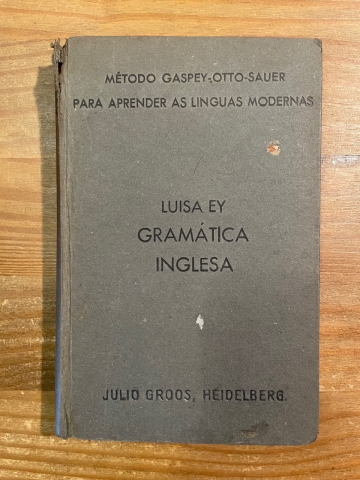 MÉTODO GASPEY-OTTO-SAUER
PARA APRENDER AS LINGUAS MODERNAS
LUISA EY
GRAMÁTICA
INGLESA
JULIO GROOS, HEIDELBERG.